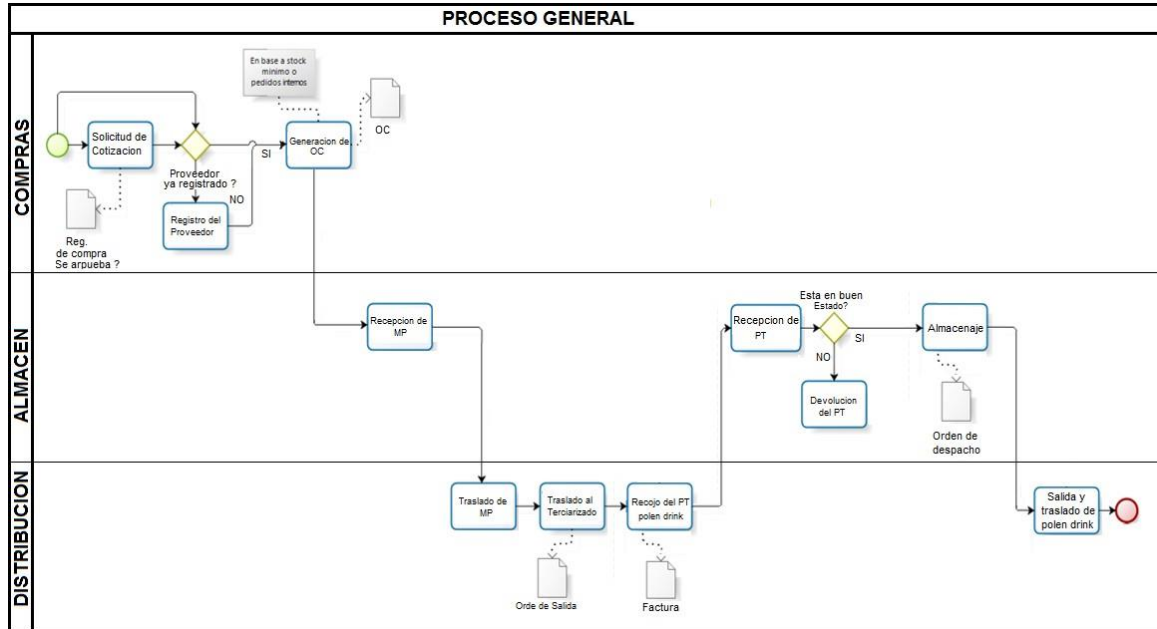 PROCESO GENERAL
COMPRAS
En base a stock
minimo o
pedidos internos
OC
Solicitud de
Cotizacion
SI
Generacion de
OC
Proveedor
ya registrado ?
NO
Registro del
Proveedor
Reg.
de compra
Se arpueba ?
ALMACEN
Recepcion de
MP
Recepcion de
PT
Esta en buen
Estado?
SI
NO
Devolucion
del PT
Almacenaje
Orden de
despacho
DISTRIBUCION
Traslado de
MP
Traslado al
Terciarizado
Orde de Salida
Recojo del PT
polen drink
Factura
Salida y
traslado de
polen drink